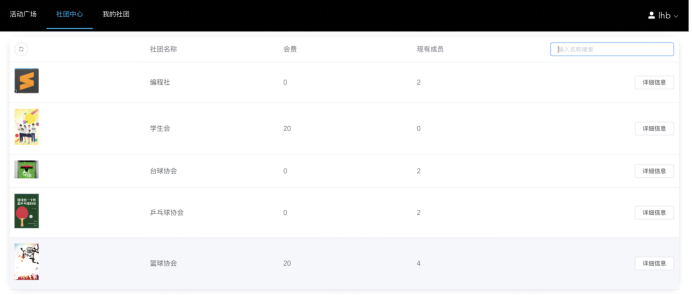 活动广场 社团中心 我的社团 lhb
社团名称 会费 现有成员 输入名称搜索
编程社 0 2 详细信息
学生会 20 0 详细信息
台球协会 0 2 详细信息
乒乓球协会 0 2 详细信息
篮球协会 20 4 详细信息